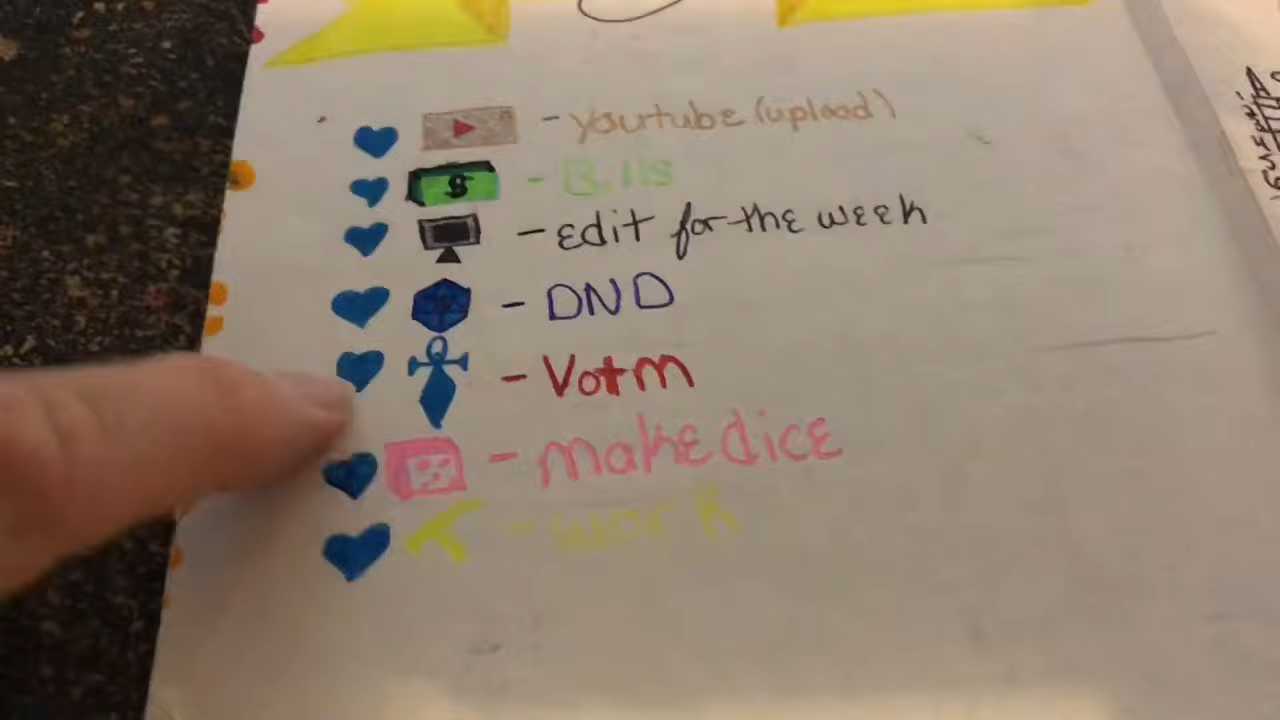 - youtube (upload)
$ - Bills
- edit for the week
- DND
- Votm
- make dice
- work